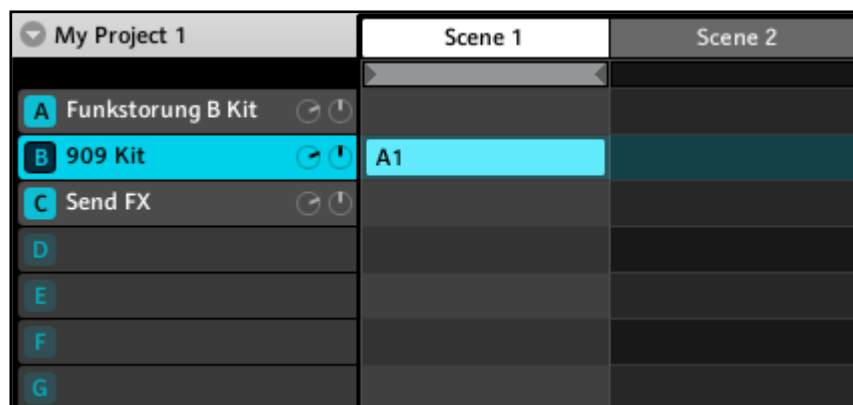 My Project 1 Scene 1 Scene 2
A Funkstorung B Kit
B 909 Kit A1
C Send FX
D
E
F
G